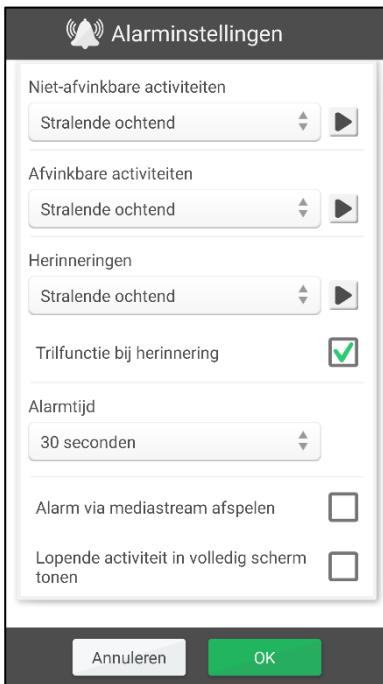 Alarminstellingen
Niet-afvinkbare activiteiten
Stralende ochtend
Afvinkbare activiteiten
Stralende ochtend
Herinneringen
Stralende ochtend
Trilfunctie bij herinnering
Alarmtijd
30 seconden
Alarm via mediastream afspelen
Lopende activiteit in volledig scherm
tonen
Annuleren
OK